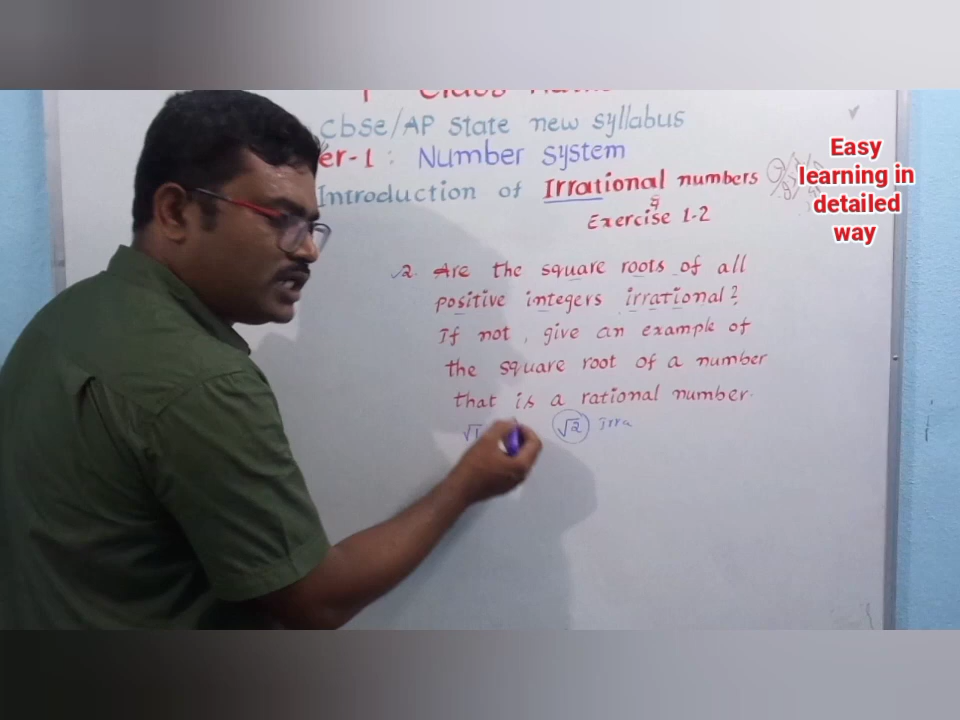 Class
cbse/AP State new syllabus
er-1 : Number system
Introduction of Irrational numbers
Exercise 1-2
2. Are the square roots of all
positive integers irrational?
If not, give an example of
the square root of a number
that is a rational number.
√1 √2 Irra
Easy
learning in
detailed
way